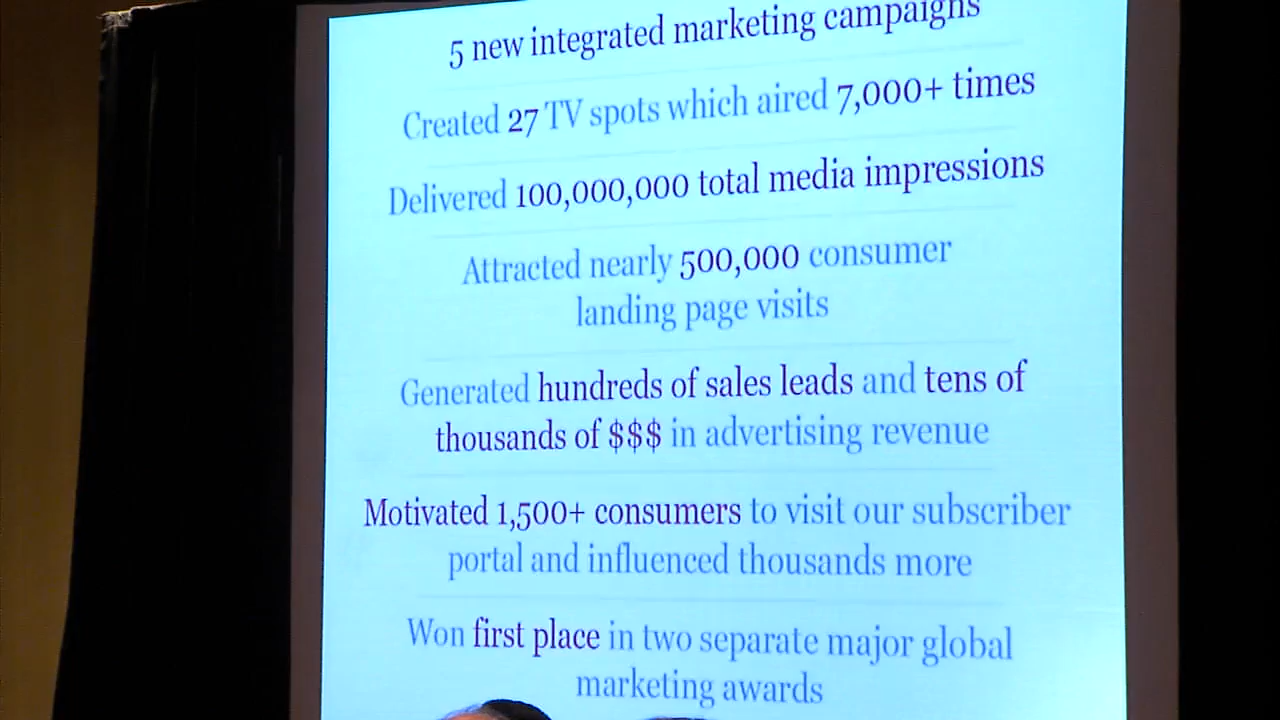 5 new integrated marketing campaigns
Created 27 TV spots which aired 7,000+ times
Delivered 100,000,000 total media impressions
Attracted nearly 500,000 consumer
landing page visits
Generated hundreds of sales leads and tens of
thousands of $$$ in advertising revenue
Motivated 1,500+ consumers to visit our subscriber
portal and influenced thousands more
Won first place in two separate major global
marketing awards